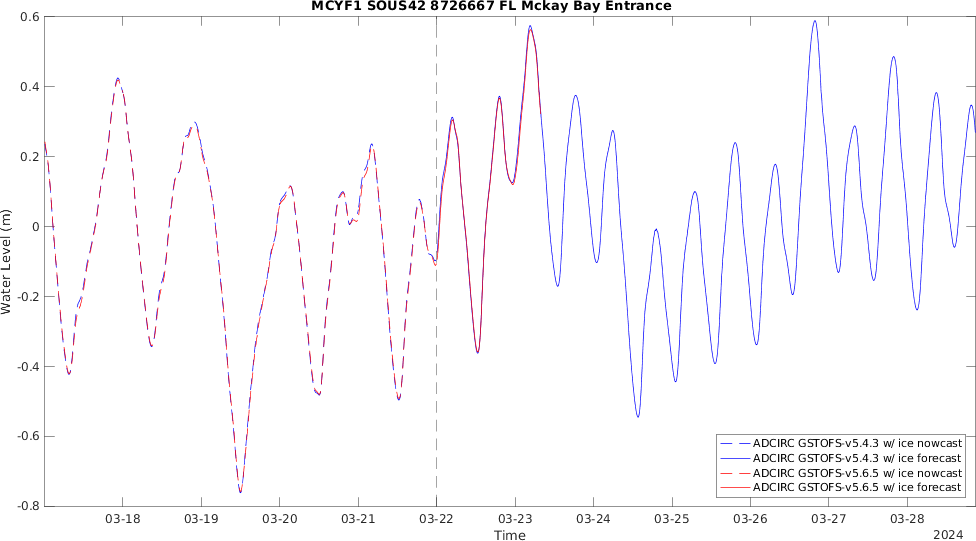 MCYF1 SOUS42 8726667 FL Mckay Bay Entrance
0.6
0.4
0.2
0
-0.2
-0.4
-0.6
-0.8
Water Level (m)
03-18 03-19 03-20 03-21 03-22 03-23 03-24 03-25 03-26 03-27 03-28
Time
2024
ADCIRC GSTOFS-v5.4.3 w/ ice nowcast
ADCIRC GSTOFS-v5.4.3 w/ ice forecast
ADCIRC GSTOFS-v5.6.5 w/ ice nowcast
ADCIRC GSTOFS-v5.6.5 w/ ice forecast